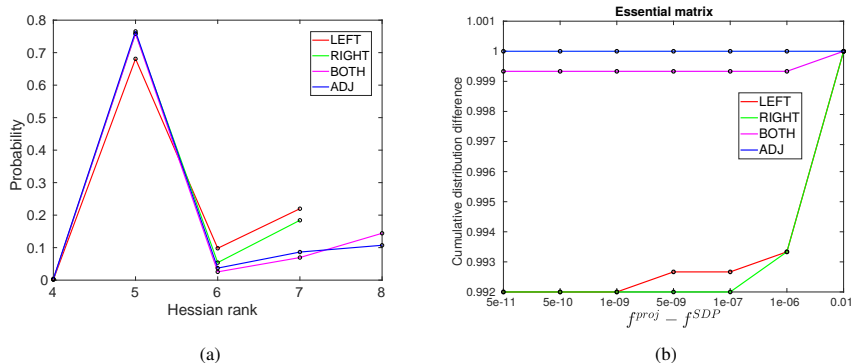 0.8
0.7
0.6
0.5
0.4
0.3
0.2
0.1
0
Probability
4
5
6
7
8
Hessian rank
LEFT
RIGHT
BOTH
ADJ
(a)
Essential matrix
1.001
1
0.999
0.998
0.997
0.996
0.995
0.994
0.993
0.992
Cumulative distribution difference
LEFT
RIGHT
BOTH
ADJ
5e-11
5e-10
1e-09
5e-09
1e-07
1e-06
0.01
f^{proj} − f^{SDP}
(b)